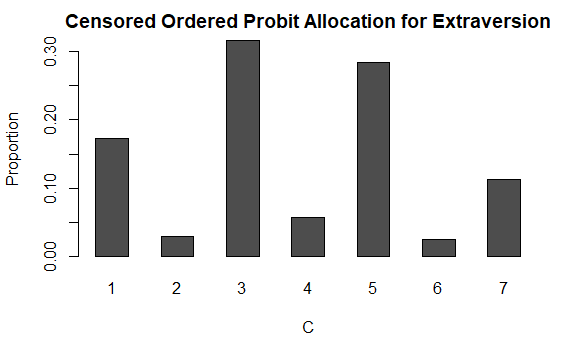 Censored Ordered Probit Allocation for Extraversion
Proportion
0.30
0.20
0.10
0.00
1 2 3 4 5 6 7
C